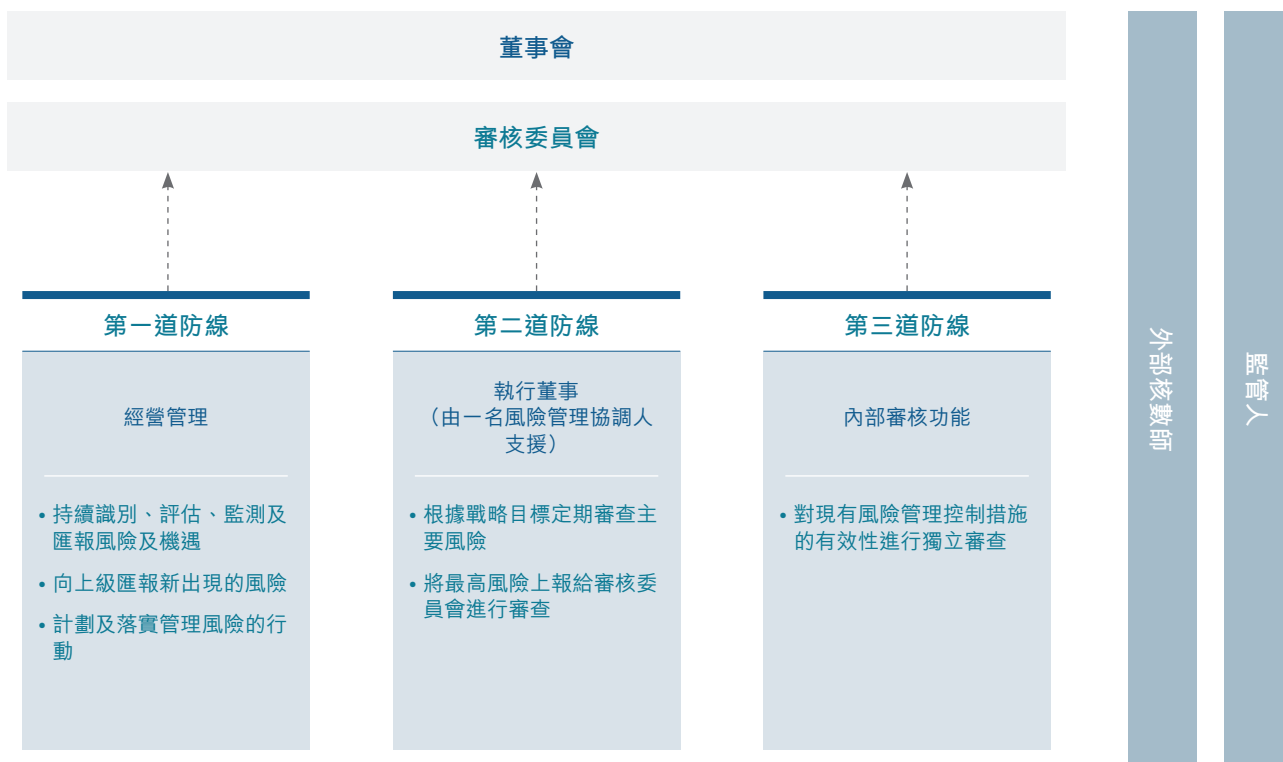 董事會
審核委員會
第一道防線
經營管理
• 持續識別、評估、監測及
匯報風險及機遇
• 向上級匯報新出現的風險
• 計劃及落實管理風險的行
動
第二道防線
執行董事
（由一名風險管理協調人
支援）
• 根據戰略目標定期審查主
要風險
• 將最高風險上報給審核委
員會進行審查
第三道防線
內部審核功能
• 對現有風險管理控制措施
的有效性進行獨立審查
外部核數師
監管人